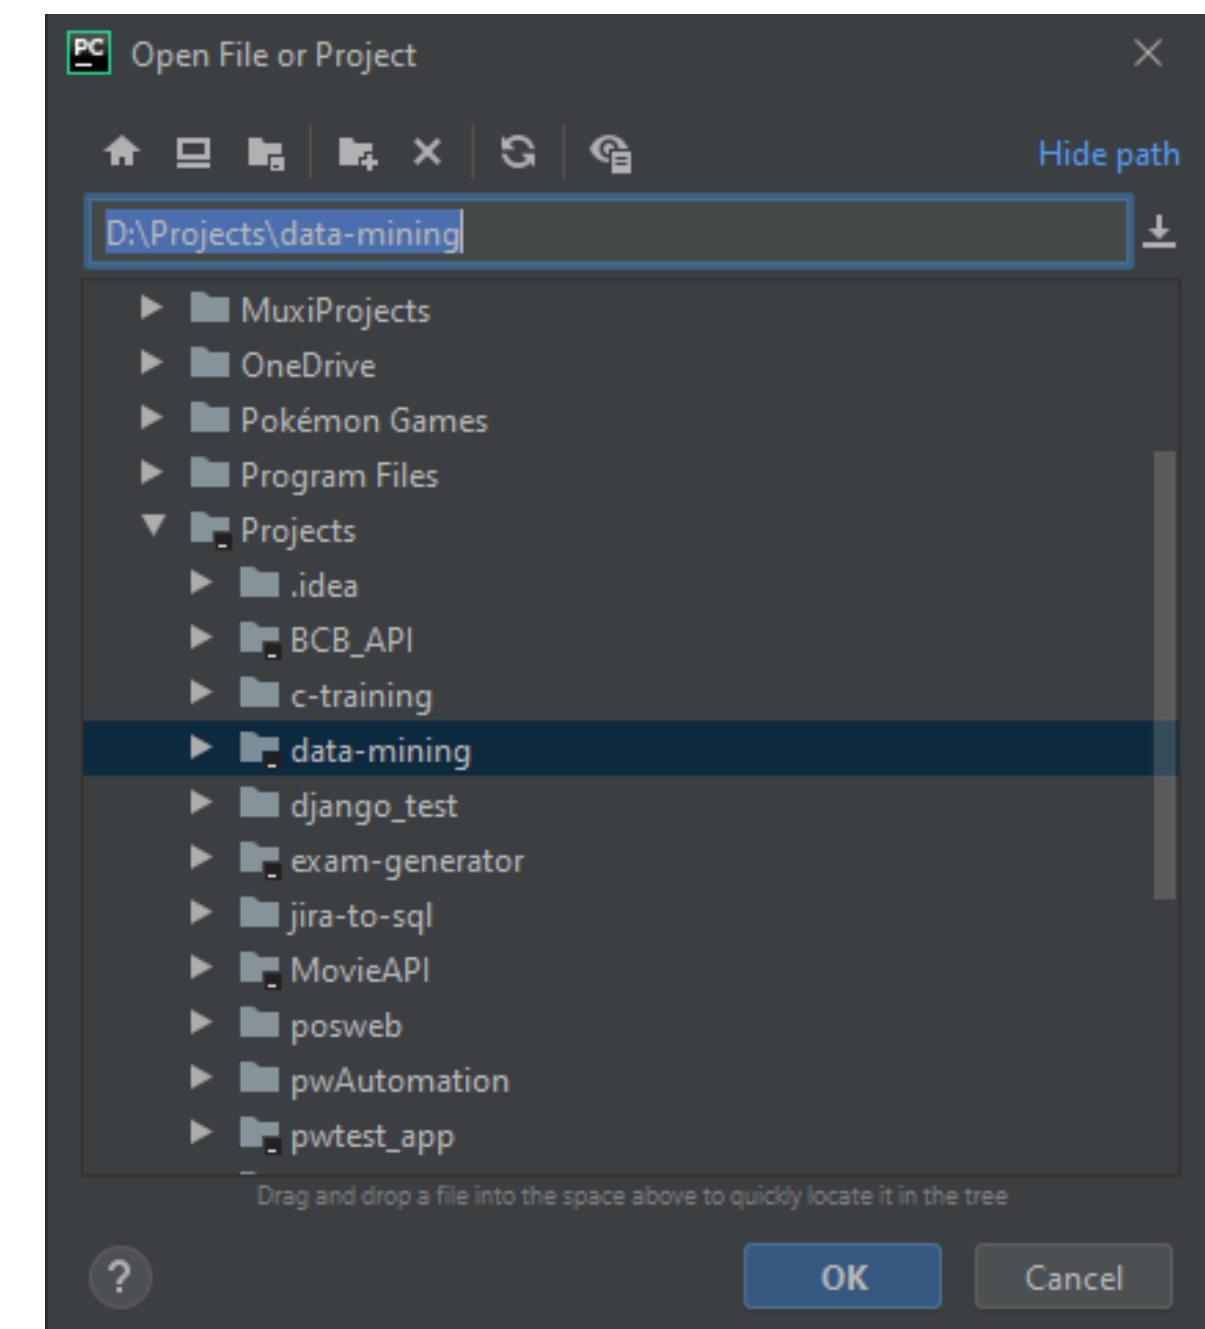 PC Open File or Project
Hide path
D:\Projects\data-mining
MuxiProjects
OneDrive
Pokémon Games
Program Files
Projects
.idea
BCB_API
c-training
data-mining
django_test
exam-generator
jira-to-sql
MovieAPI
posweb
pwAutomation
pwtest_app
Drag and drop a file into the space above to quickly locate it in the tree
? OK Cancel